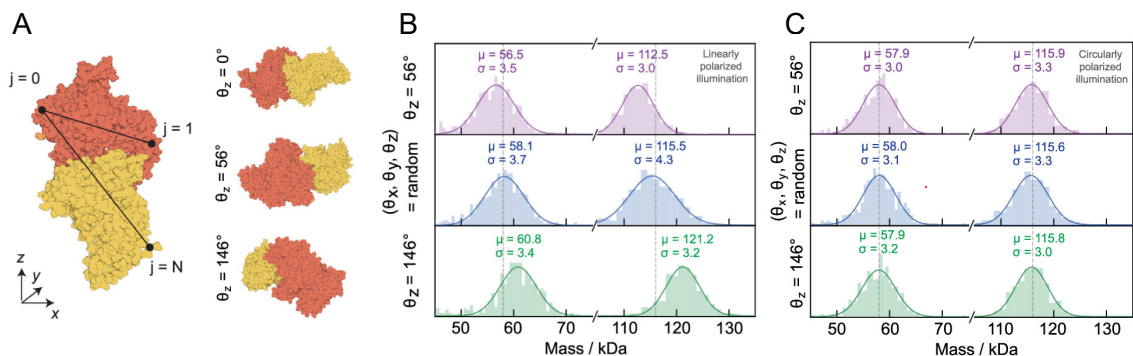 A
j = 0
j = 1
j = N
z
y
x
θz = 0°
θz = 56°
θz = 146°
B
θz = 56°
(θx, θy, θz)
= random
θz = 146°
μ = 56.5
σ = 3.5
μ = 112.5
σ = 3.0
Linearly
polarized
illumination
μ = 58.1
σ = 3.7
μ = 115.5
σ = 4.3
μ = 60.8
σ = 3.4
μ = 121.2
σ = 3.2
50 60 70 110 120 130
Mass / kDa
C
θz = 56°
(θx, θy, θz)
= random
θz = 146°
μ = 57.9
σ = 3.0
μ = 115.9
σ = 3.3
Circularly
polarized
illumination
μ = 58.0
σ = 3.1
μ = 115.6
σ = 3.3
μ = 57.9
σ = 3.2
μ = 115.8
σ = 3.0
50 60 70 110 120 130
Mass / kDa